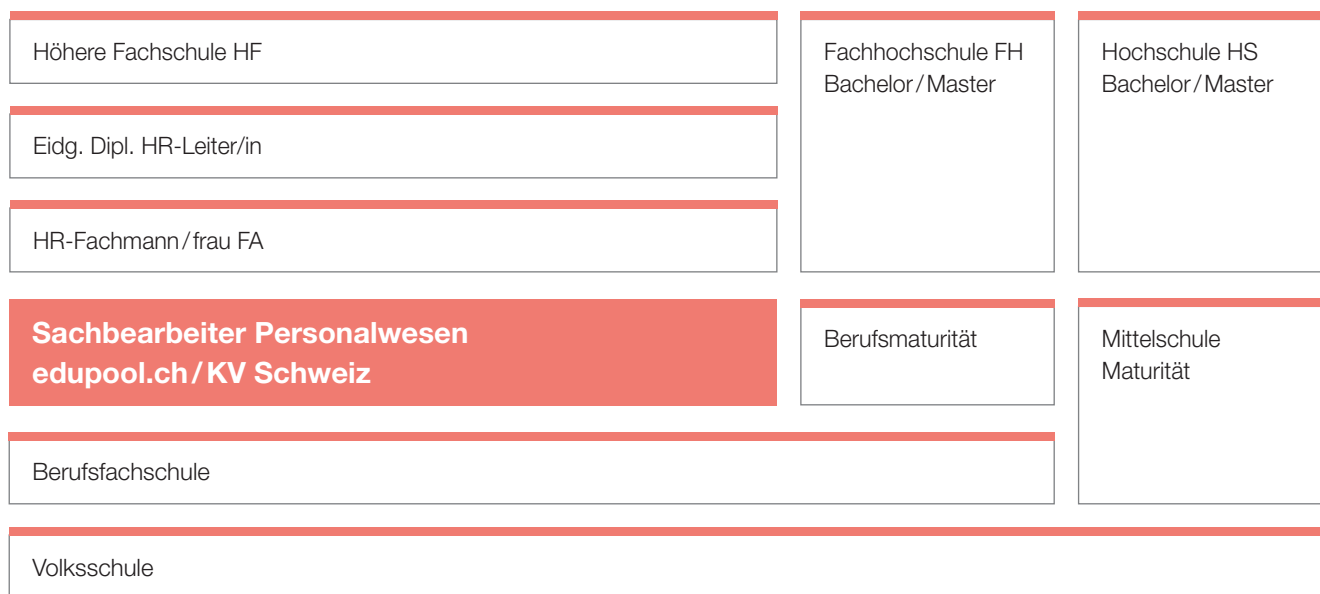 Höhere Fachschule HF
Fachhochschule FH
Bachelor / Master
Hochschule HS
Bachelor / Master
Eidg. Dipl. HR-Leiter/in
HR-Fachmann / frau FA
Sachbearbeiter Personalwesen
edupool.ch / KV Schweiz
Berufsmaturität
Mittelschule
Maturität
Berufsfachschule
Volksschule